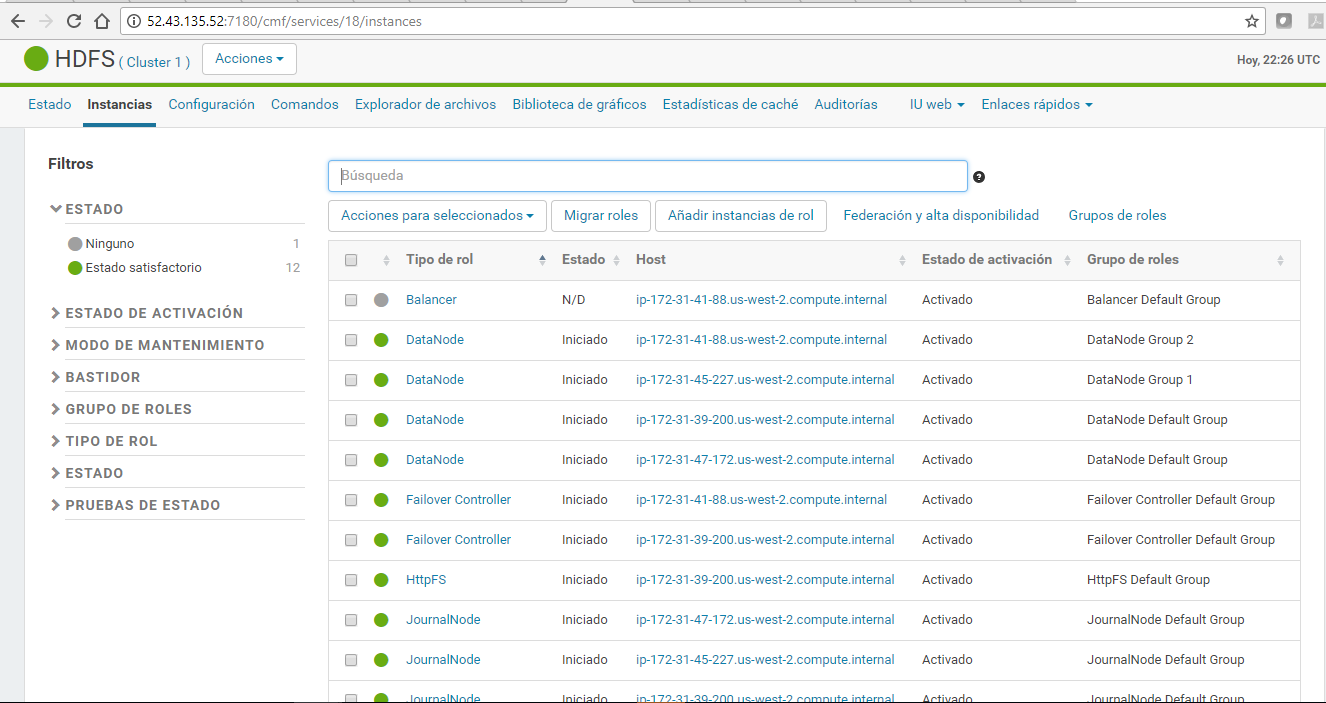 52.43.135.52:7180/cmf/services/18/instances
HDFS ( Cluster 1 ) Acciones
Hoy, 22:26 UTC
Estado Instancias Configuración Comandos Explorador de archivos Biblioteca de gráficos Estadísticas de caché Auditorías IU web Enlaces rápidos
Filtros
ESTADO
Ninguno 1
Estado satisfactorio 12
ESTADO DE ACTIVACIÓN
MODO DE MANTENIMIENTO
BASTIDOR
GRUPO DE ROLES
TIPO DE ROL
ESTADO
PRUEBAS DE ESTADO
Búsqueda
Acciones para seleccionados Migrar roles Añadir instancias de rol Federación y alta disponibilidad Grupos de roles
Tipo de rol Estado Host Estado de activación Grupo de roles
Balancer N/D ip-172-31-41-88.us-west-2.compute.internal Activado Balancer Default Group
DataNode Iniciado ip-172-31-41-88.us-west-2.compute.internal Activado DataNode Group 2
DataNode Iniciado ip-172-31-45-227.us-west-2.compute.internal Activado DataNode Group 1
DataNode Iniciado ip-172-31-39-200.us-west-2.compute.internal Activado DataNode Default Group
DataNode Iniciado ip-172-31-47-172.us-west-2.compute.internal Activado DataNode Default Group
Failover Controller Iniciado ip-172-31-41-88.us-west-2.compute.internal Activado Failover Controller Default Group
Failover Controller Iniciado ip-172-31-39-200.us-west-2.compute.internal Activado Failover Controller Default Group
HttpFS Iniciado ip-172-31-39-200.us-west-2.compute.internal Activado HttpFS Default Group
JournalNode Iniciado ip-172-31-47-172.us-west-2.compute.internal Activado JournalNode Default Group
JournalNode Iniciado ip-172-31-45-227.us-west-2.compute.internal Activado JournalNode Default Group
JournalNode Iniciado ip-172-31-39-200.us-west-2.compute.internal Activado JournalNode Default Group